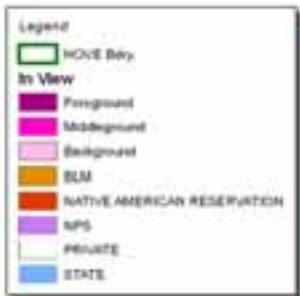 Legend
HOVE Bdry.
In View
Foreground
Middleground
Background
BLM
NATIVE AMERICAN RESERVATION
NPS
PRIVATE
STATE